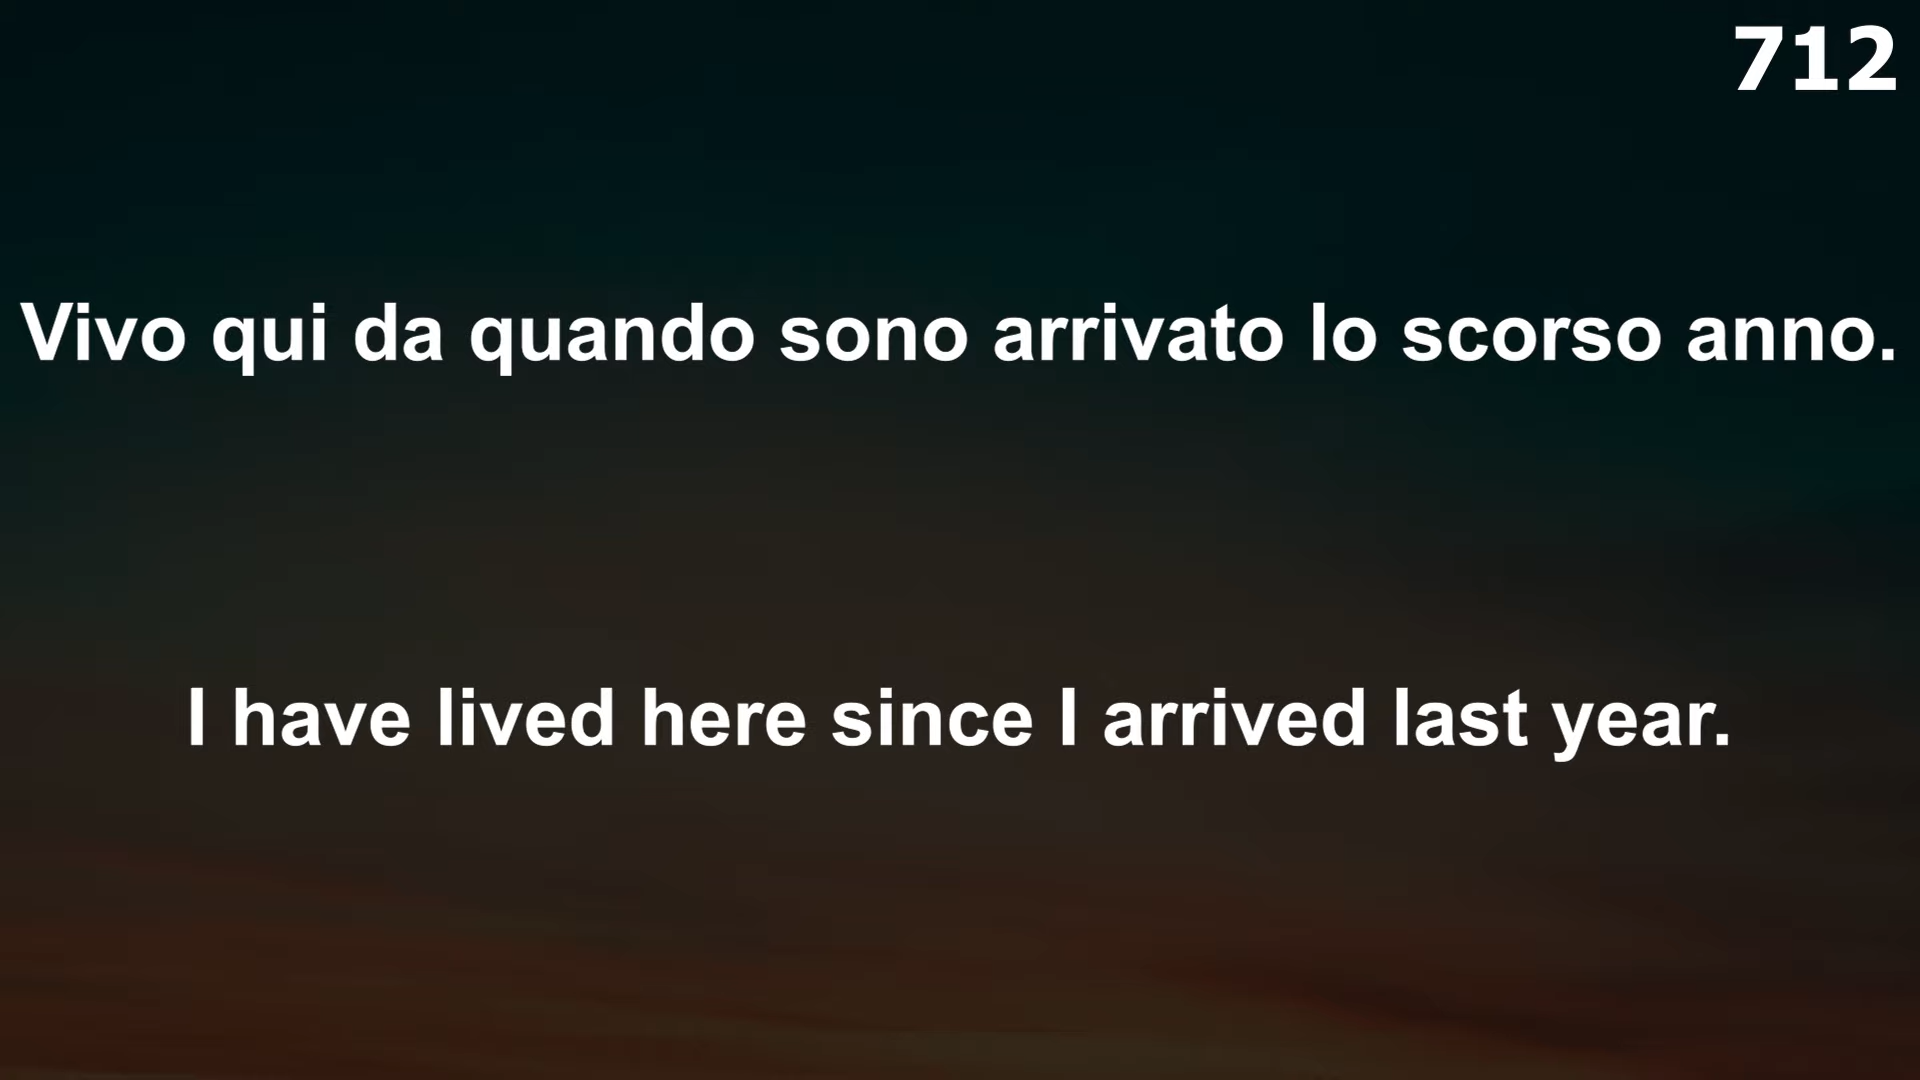 712
Vivo qui da quando sono arrivato lo scorso anno.
I have lived here since I arrived last year.